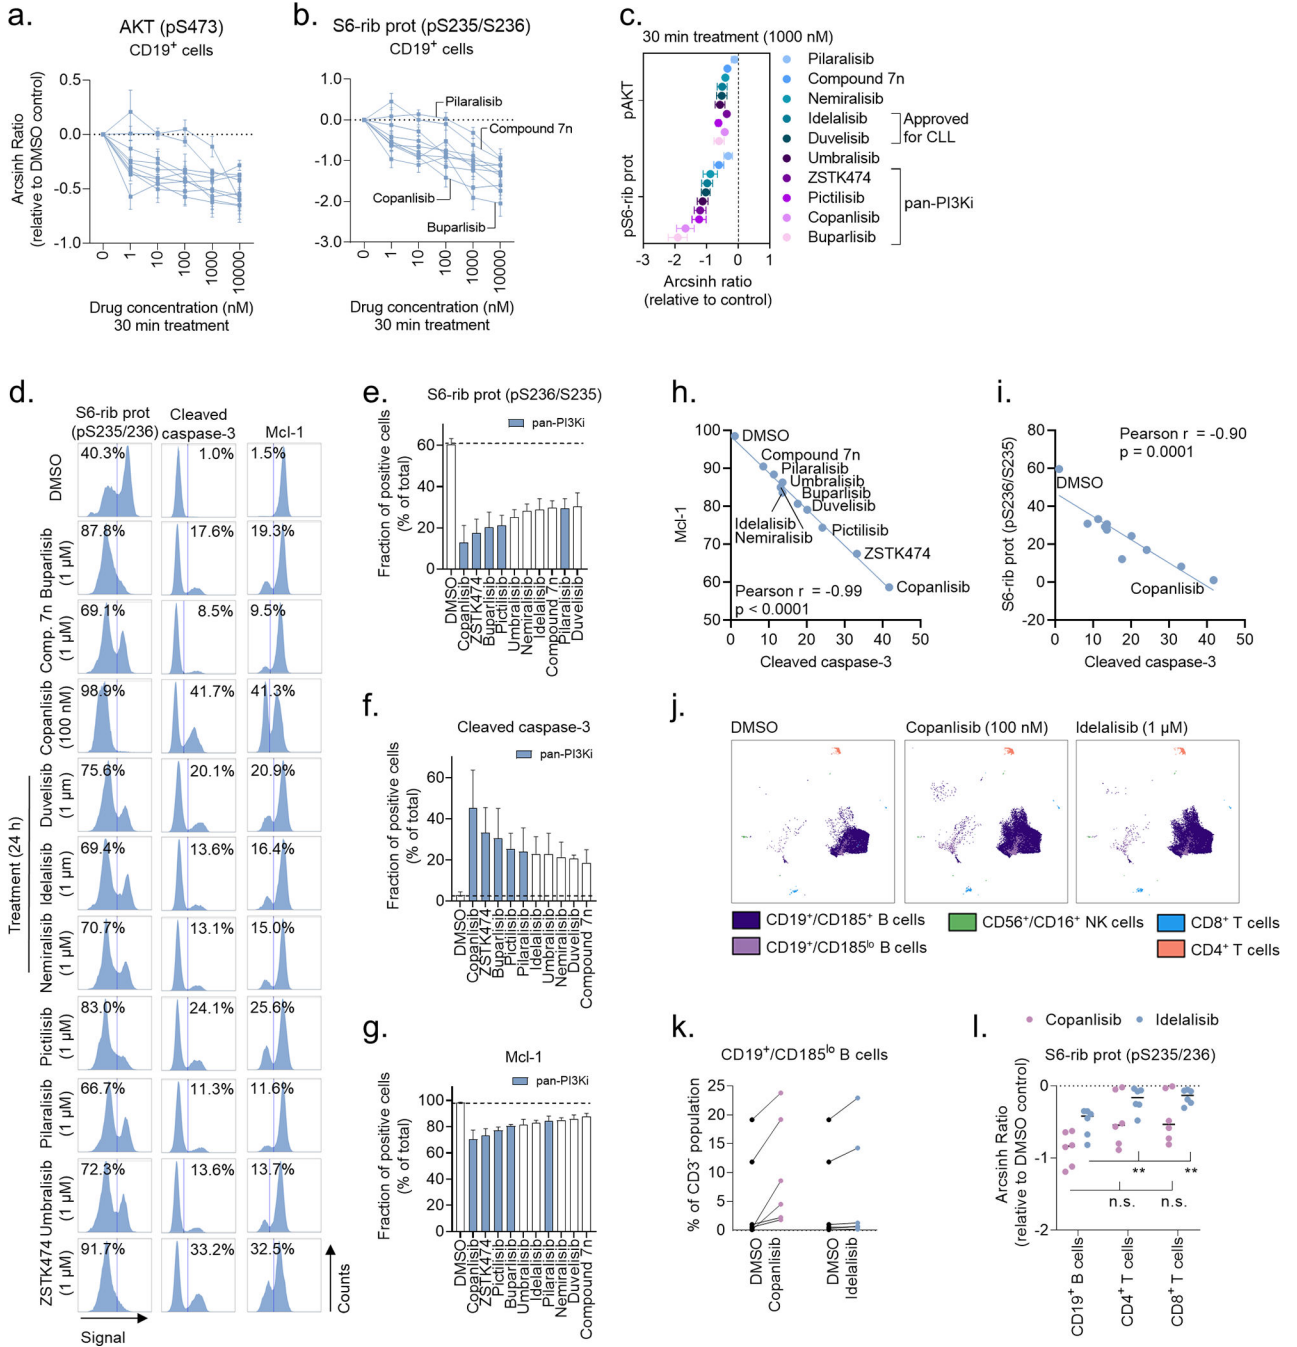 a.
AKT (pS473)
CD19+ cells
Arcsinh Ratio
(relative to DMSO control)
0.5
0.0
-0.5
-1.0
0
1
10
100
1000
10000
Drug concentration (nM)
30 min treatment
b.
S6-rib prot (pS235/S236)
CD19+ cells
1.0
0.0
-1.0
-2.0
-3.0
Pilaralisib
Compound 7n
Copanlisib
Buparlisib
0
1
10
100
1000
10000
Drug concentration (nM)
30 min treatment
c.
30 min treatment (1000 nM)
pAKT
pS6-rib prot
-3
-2
-1
0
1
Arcsinh ratio
(relative to control)
Pilaralisib
Compound 7n
Nemiralisib
Idelalisib
Duvelisib
Umbralisib
ZSTK474
Pictilisib
Copanlisib
Buparlisib
Approved
for CLL
pan-PI3Ki
d.
S6-rib prot
(pS235/236)
Cleaved
caspase-3
Mcl-1
Treatment (24 h)
DMSO
40.3%
1.0%
1.5%
Buparlisib
(1 µM)
87.8%
17.6%
19.3%
Comp. 7n
(1 µM)
69.1%
8.5%
9.5%
Copanlisib
(100 nM)
98.9%
41.7%
41.3%
Duvelisib
(1 µm)
75.6%
20.1%
20.9%
Idelalisib
(1 µm)
69.4%
13.6%
16.4%
Nemiralisib
(1 µM)
70.7%
13.1%
15.0%
Pictilisib
(1 µM)
83.0%
24.1%
25.6%
Pilaralisib
(1 µM)
66.7%
11.3%
11.6%
Umbralisib
(1 µM)
72.3%
13.6%
13.7%
ZSTK474
(1 µM)
91.7%
33.2%
32.5%
Counts
Signal
e.
S6-rib prot (pS236/S235)
pan-PI3Ki
Fraction of positive cells
(% of total)
60
40
20
0
DMSO
Copanlisib
ZSTK474
Buparlisib
Pictilisib
Umbralisib
Nemiralisib
Idelalisib
Compound 7n
Pilaralisib
Duvelisib
f.
Cleaved caspase-3
pan-PI3Ki
Fraction of positive cells
(% of total)
60
40
20
0
DMSO
Copanlisib
ZSTK474
Buparlisib
Pictilisib
Pilaralisib
Idelalisib
Umbralisib
Nemiralisib
Duvelisib
Compound 7n
g.
Mcl-1
pan-PI3Ki
Fraction of positive cells
(% of total)
100
80
60
40
20
0
DMSO
Copanlisib
ZSTK474
Pictilisib
Buparlisib
Umbralisib
Idelalisib
Pilaralisib
Nemiralisib
Duvelisib
Compound 7n
h.
Mcl-1
100
90
80
70
60
50
DMSO
Compound 7n
Pilaralisib
Umbralisib
Buparlisib
Duvelisib
Idelalisib
Nemiralisib
Pictilisib
ZSTK474
Copanlisib
Pearson r = -0.99
p < 0.0001
0
10
20
30
40
50
Cleaved caspase-3
i.
S6-rib prot (pS236/S235)
80
60
40
20
0
-20
Pearson r = -0.90
p = 0.0001
DMSO
Copanlisib
0
10
20
30
40
50
Cleaved caspase-3
j.
DMSO
Copanlisib (100 nM)
Idelalisib (1 µM)
CD19+/CD185+ B cells
CD19+/CD185lo B cells
CD56+/CD16+ NK cells
CD8+ T cells
CD4+ T cells
k.
CD19+/CD185lo B cells
% of CD3- population
25
20
15
10
5
0
DMSO
Copanlisib
DMSO
Idelalisib
l.
Copanlisib
Idelalisib
S6-rib prot (pS235/236)
Arcsinh Ratio
(relative to DMSO control)
0
-1
-2
**
**
n.s.
n.s.
CD19+ B cells
CD4+ T cells
CD8+ T cells